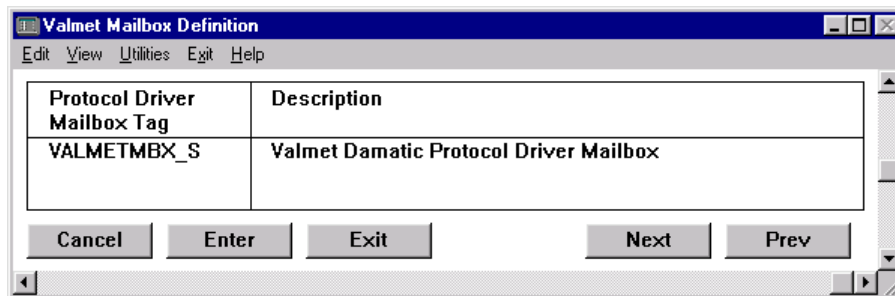 Valmet Mailbox Definition
Edit View Utilities Exit Help
Protocol Driver Description
Mailbox Tag
VALMETMBX_S Valmet Damatic Protocol Driver Mailbox
Cancel Enter Exit Next Prev